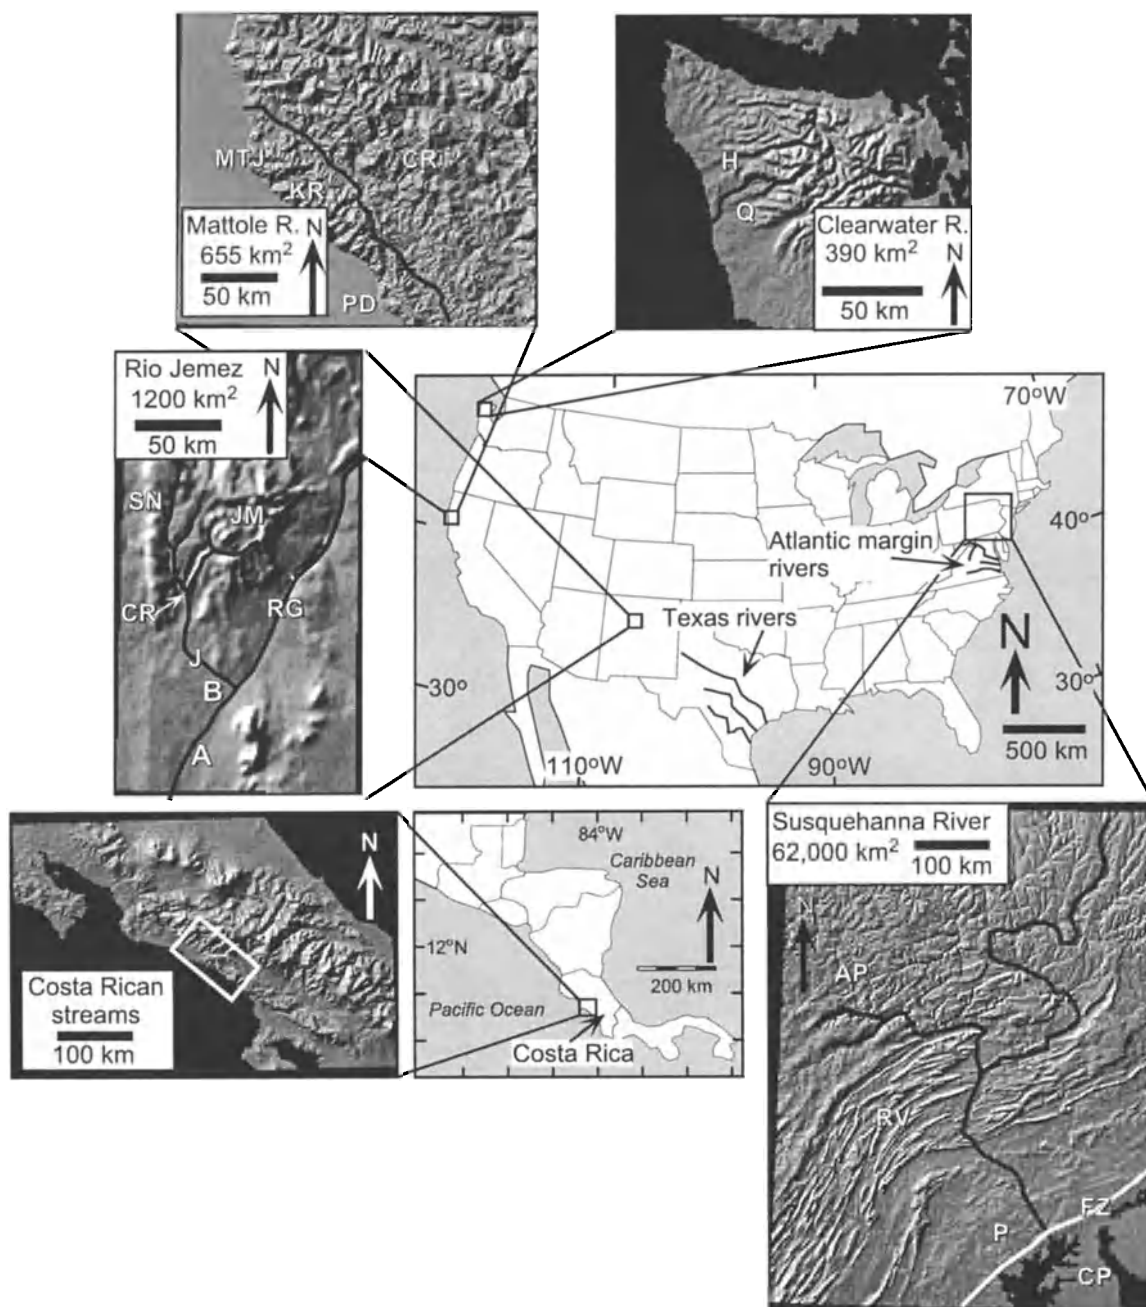 MTJ
CR
KR
Mattole R.
655 km²
50 km
N
PD
H
Q
Clearwater R.
390 km²
N
50 km
Rio Jemez
1200 km²
50 km
N
SN
JM
CR
RG
J
B
A
70°W
40°
Atlantic margin
rivers
Texas rivers
N
30°
30°
500 km
110°W
90°W
N
Costa Rican
streams
100 km
84°W
Caribbean
Sea
N
12°N
200 km
Pacific Ocean
Costa Rica
Susquehanna River
62,000 km²
100 km
N
AP
RV
FZ
P
CP